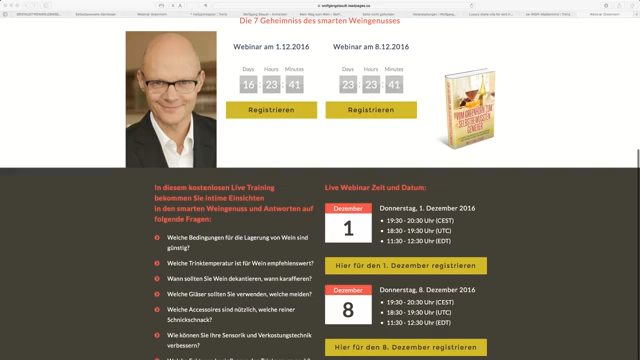 wolfgangstaudt.leadpages.co
Die 7 Geheimniss des smarten Weingenusses
Webinar am 1.12.2016
Webinar am 8.12.2016
Days Hours Minutes
16 : 23 : 41
Days Hours Minutes
23 : 23 : 41
Registrieren
Registrieren
In diesem kostenlosen Live Training
bekommen Sie intime Einsichten
in den smarten Weingenuss und Antworten auf
folgende Fragen:
Welche Bedingungen für die Lagerung von Wein sind
günstig?
Welche Trinktemperatur ist für Wein empfehlenswert?
Wann sollten Sie Wein dekantieren, wann karaffieren?
Welche Gläser sollten Sie verwenden, welche meiden?
Welche Accessoires sind nützlich, welche reiner
Schnickschnack?
Wie können Sie Ihre Sensorik und Verkostungstechnik
verbessern?
Live Webinar Zeit und Datum:
Dezember
1
Donnerstag, 1. Dezember 2016
19:30 - 20:30 Uhr (CEST)
18:30 - 19:30 Uhr (UTC)
11:30 - 12:30 Uhr (EDT)
Hier für den 1. Dezember registrieren
Dezember
8
Donnerstag, 8. Dezember 2016
19:30 - 20:30 Uhr (CEST)
18:30 - 19:30 Uhr (UTC)
11:30 - 12:30 Uhr (EDT)
Hier für den 8. Dezember registrieren